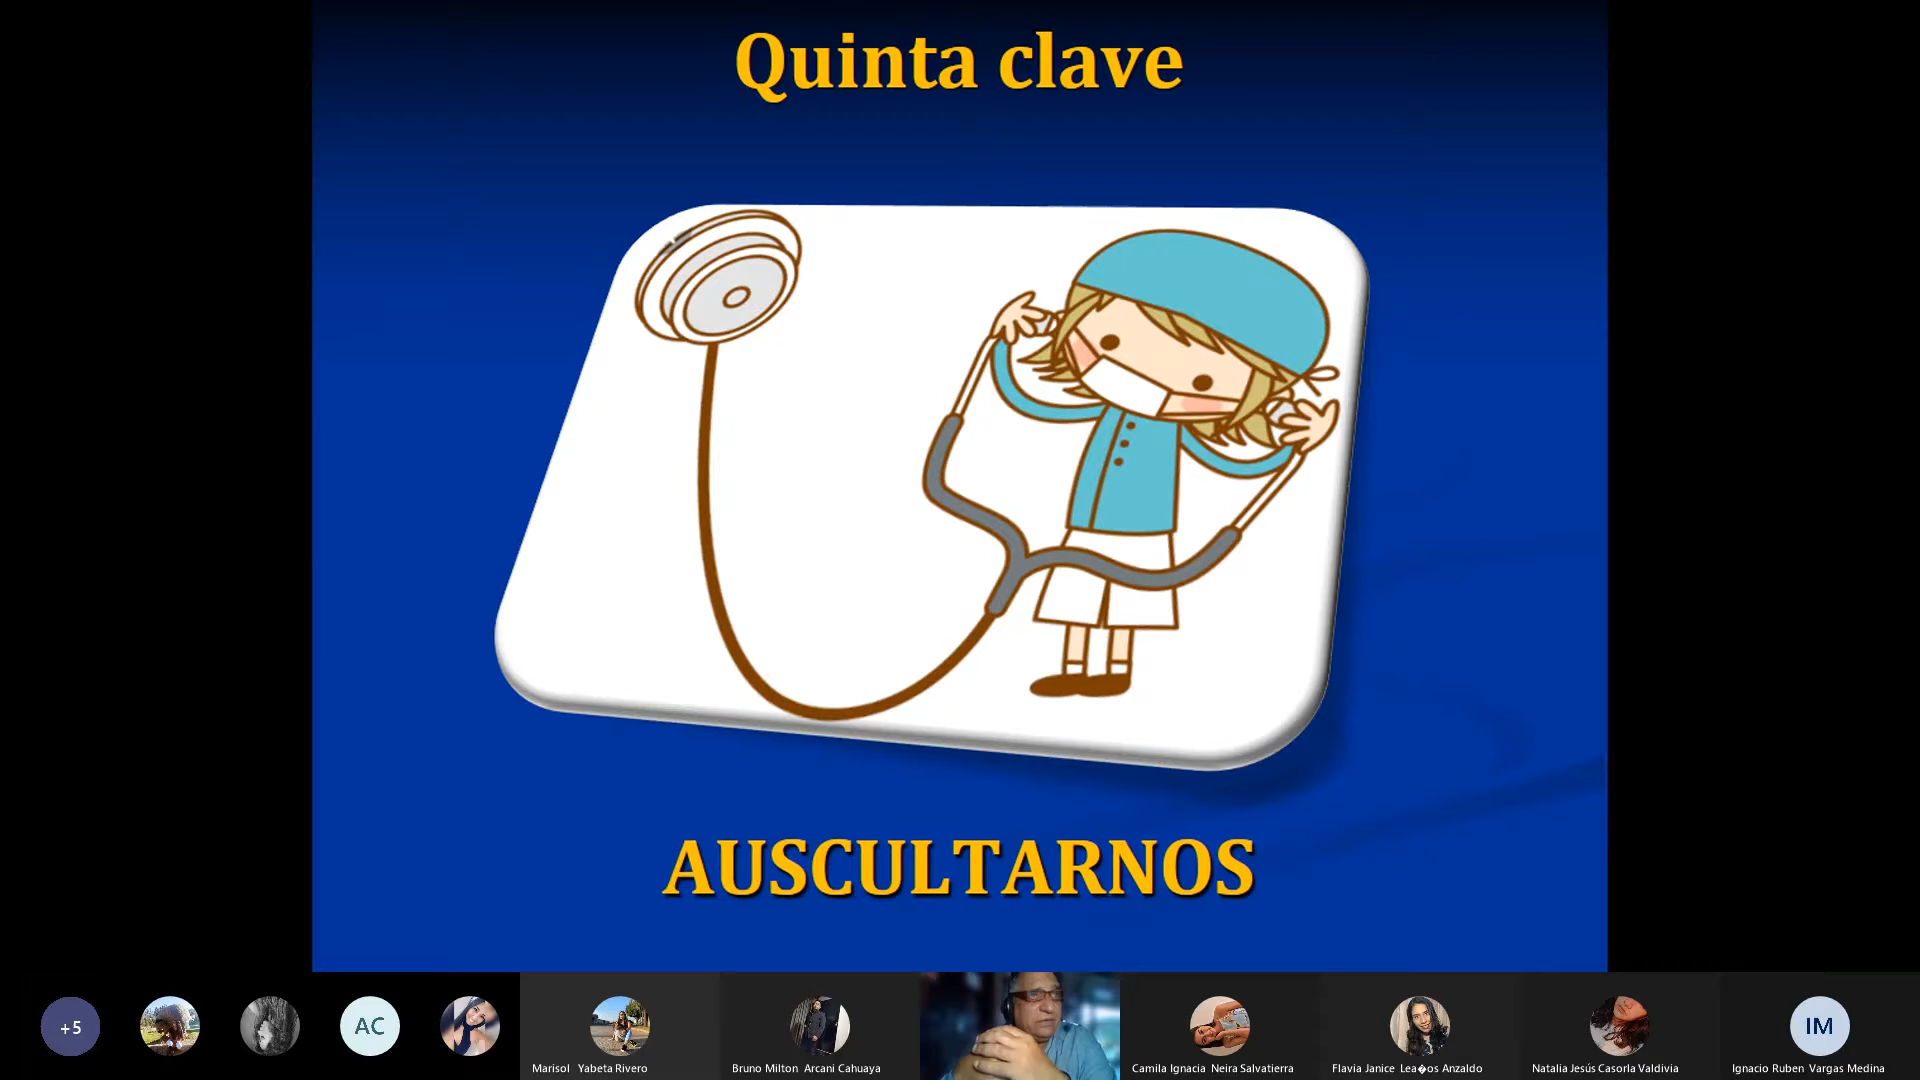 Quinta clave
AUSCULTARNOS
+5
AC
IM
Marisol Yabeta Rivero
Bruno Milton Arcani Cahuaya
Camila Ignacia Neira Salvatierra
Flavia Janice Lea�os Anzaldo
Natalia Jesús Casorla Valdivia
Ignacio Ruben Vargas Medina